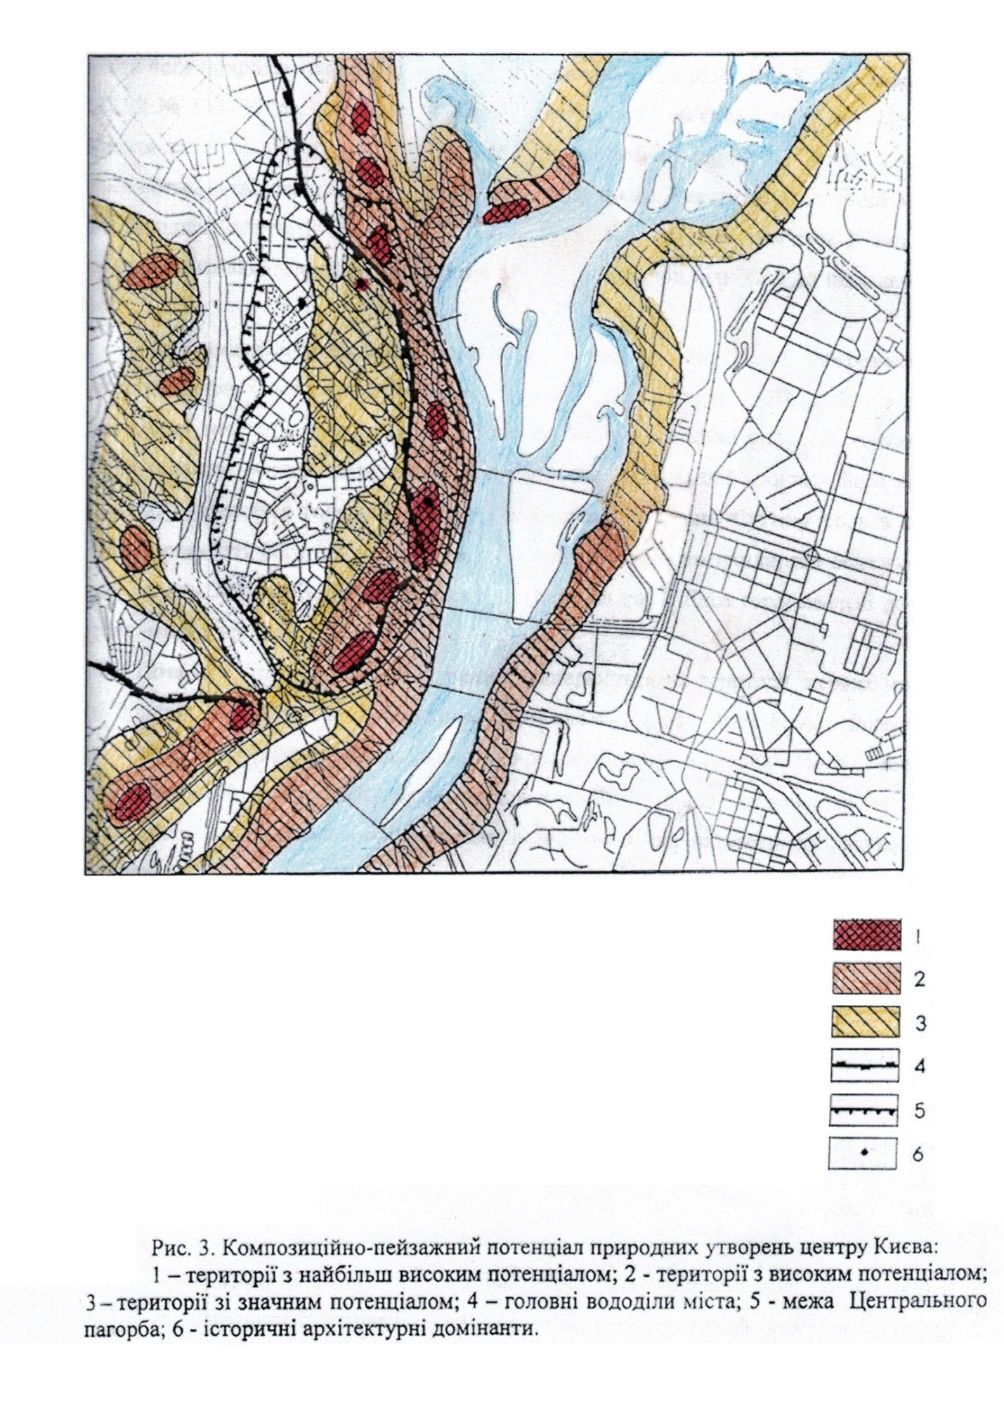 1
2
3
4
5
6
Рис. 3. Композиційно-пейзажний потенціал природних утворень центру Києва:
1 – території з найбільш високим потенціалом; 2 - території з високим потенціалом;
3 – території зі значним потенціалом; 4 – головні вододіли міста; 5 - межа Центрального
пагорба; 6 - історичні архітектурні домінанти.